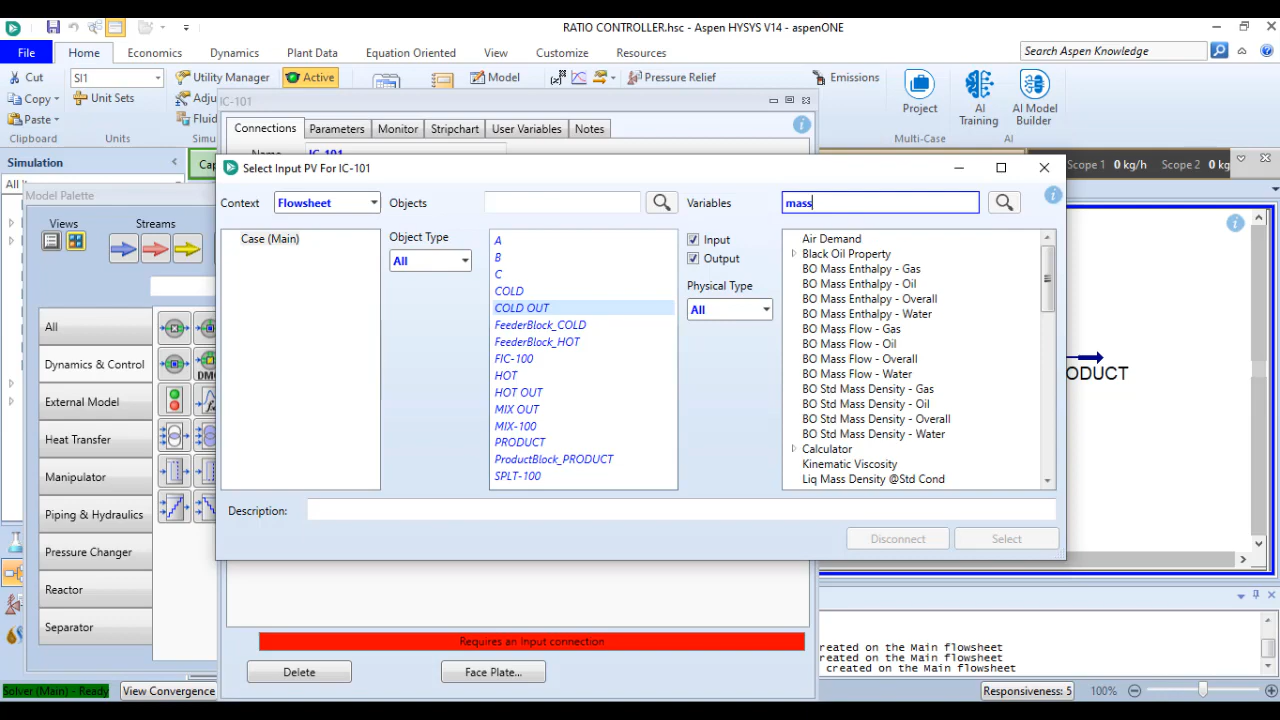 RATIO CONTROLLER.hsc - Aspen HYSYS V14 - aspenONE
File Home Economics Dynamics Plant Data Equation Oriented View Customize Resources Search Aspen Knowledge
Cut SI1 Utility Manager Active Model Pressure Relief Emissions
Copy Unit Sets
Paste
Project
AI Training
AI Model Builder
Clipboard Units Multi-Case AI
Simulation
Scope 1 0 kg/h Scope 2 0 kg
IC-101
Connections Parameters Monitor Stripchart User Variables Notes
Model Palette
Views Streams
All
Dynamics & Control
External Model
Heat Transfer
Manipulator
Piping & Hydraulics
Pressure Changer
Reactor
Separator
Select Input PV For IC-101
Context Flowsheet Objects Variables mass
Case (Main)
Object Type
All
A
B
C
COLD
COLD OUT
FeederBlock_COLD
FeederBlock_HOT
FIC-100
HOT
HOT OUT
MIX OUT
MIX-100
PRODUCT
ProductBlock_PRODUCT
SPLT-100
Input
Output
Physical Type
All
Air Demand
Black Oil Property
BO Mass Enthalpy - Gas
BO Mass Enthalpy - Oil
BO Mass Enthalpy - Overall
BO Mass Enthalpy - Water
BO Mass Flow - Gas
BO Mass Flow - Oil
BO Mass Flow - Overall
BO Mass Flow - Water
BO Std Mass Density - Gas
BO Std Mass Density - Oil
BO Std Mass Density - Overall
BO Std Mass Density - Water
Calculator
Kinematic Viscosity
Liq Mass Density @Std Cond
Description:
Disconnect Select
ODUCT
Requires an Input connection
Delete Face Plate...
reated on the Main flowsheet
reated on the Main flowsheet
created on the Main flowsheet
Solver (Main) - Ready View Convergence Responsiveness: 5 100%